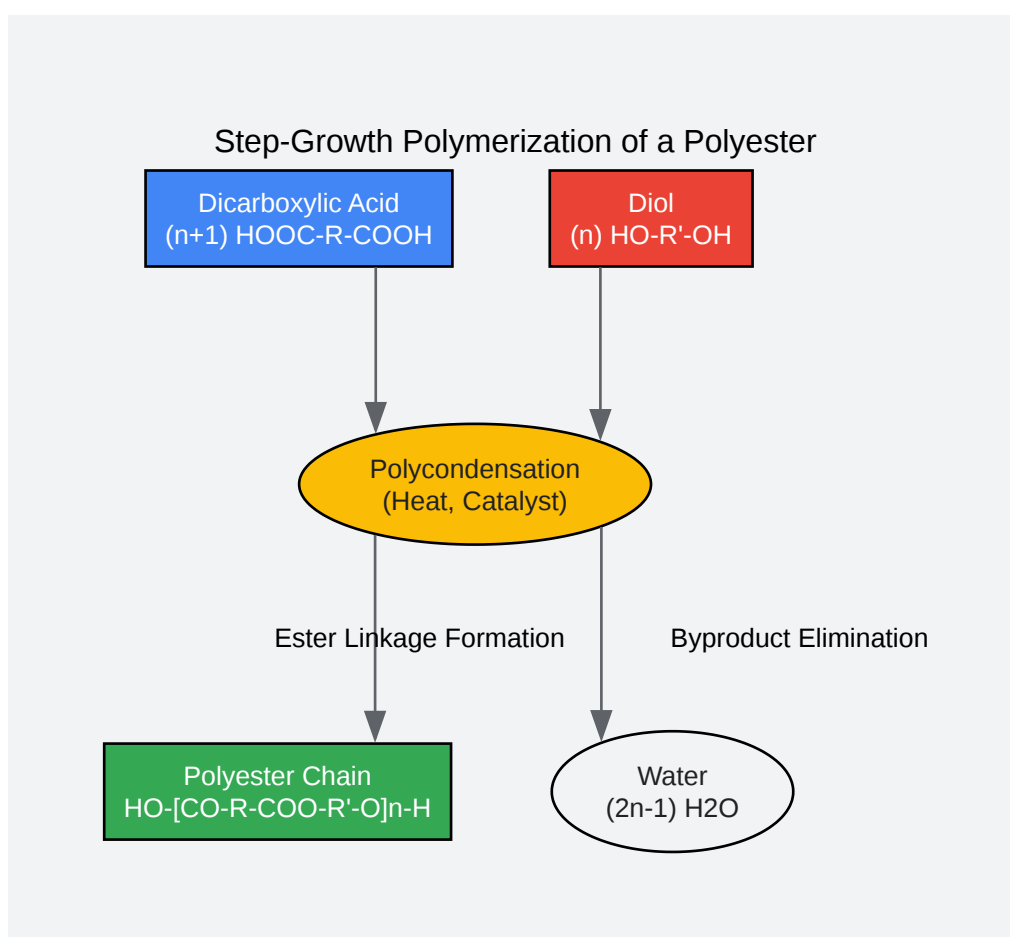 Step-Growth Polymerization of a Polyester
Dicarboxylic Acid
(n+1) HOOC-R-COOH
Diol
(n) HO-R'-OH
Polycondensation
(Heat, Catalyst)
Ester Linkage Formation
Byproduct Elimination
Polyester Chain
HO-[CO-R-COO-R'-O]n-H
Water
(2n-1) H2O